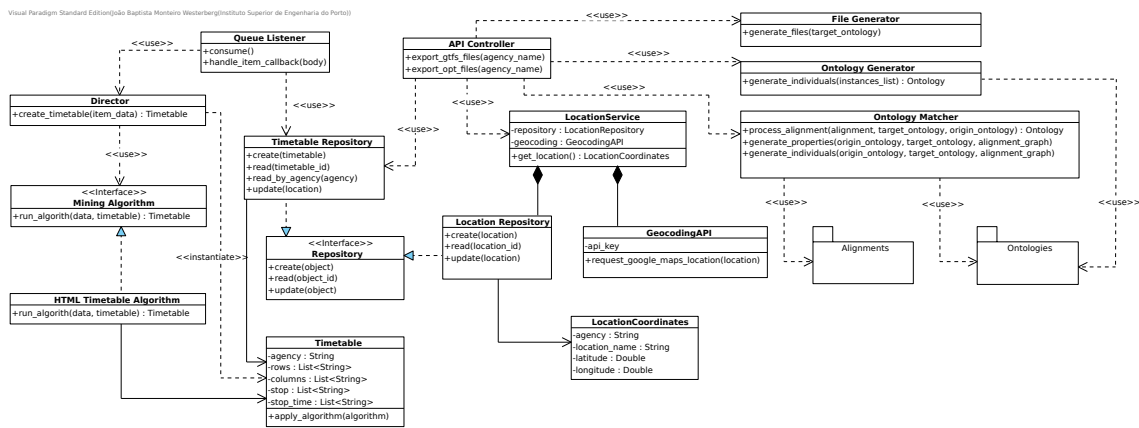 Visual Paradigm Standard Edition(João Baptista Monteiro Westerberg(Instituto Superior de Engenharia do Porto))
Queue Listener
+consume()
+handle_item_callback(body)
<<use>>
<<use>>
Director
+create_timetable(item_data) : Timetable
<<use>>
<<Interface>>
Mining Algorithm
+run_algorith(data, timetable) : Timetable
HTML Timetable Algorithm
+run_algorith(data, timetable) : Timetable
Timetable Repository
+create(timetable)
+read(timetable_id)
+read_by_agency(agency)
+update(location)
<<instantiate>>
<<Interface>>
Repository
+create(object)
+read(object_id)
+update(object)
Timetable
-agency : String
-rows : List<String>
-columns : List<String>
-stop : List<String>
-stop_time : List<String>
+apply_algorithm(algorithm)
API Controller
+export_gtfs_files(agency_name)
+export_opt_files(agency_name)
<<use>>
<<use>>
<<use>>
<<use>>
<<use>>
LocationService
-repository : LocationRepository
-geocoding : GeocodingAPI
+get_location() : LocationCoordinates
Location Repository
+create(location)
+read(location_id)
+update(location)
GeocodingAPI
-api_key
+request_google_maps_location(location)
LocationCoordinates
-agency : String
-location_name : String
-latitude : Double
-longitude : Double
File Generator
+generate_files(target_ontology)
Ontology Generator
+generate_individuals(instances_list) : Ontology
Ontology Matcher
+process_alignment(alignment, target_ontology, origin_ontology) : Ontology
+generate_properties(origin_ontology, target_ontology, alignment_graph)
+generate_individuals(origin_ontology, target_ontology, alignment_graph)
<<use>>
<<use>>
<<use>>
Alignments
Ontologies